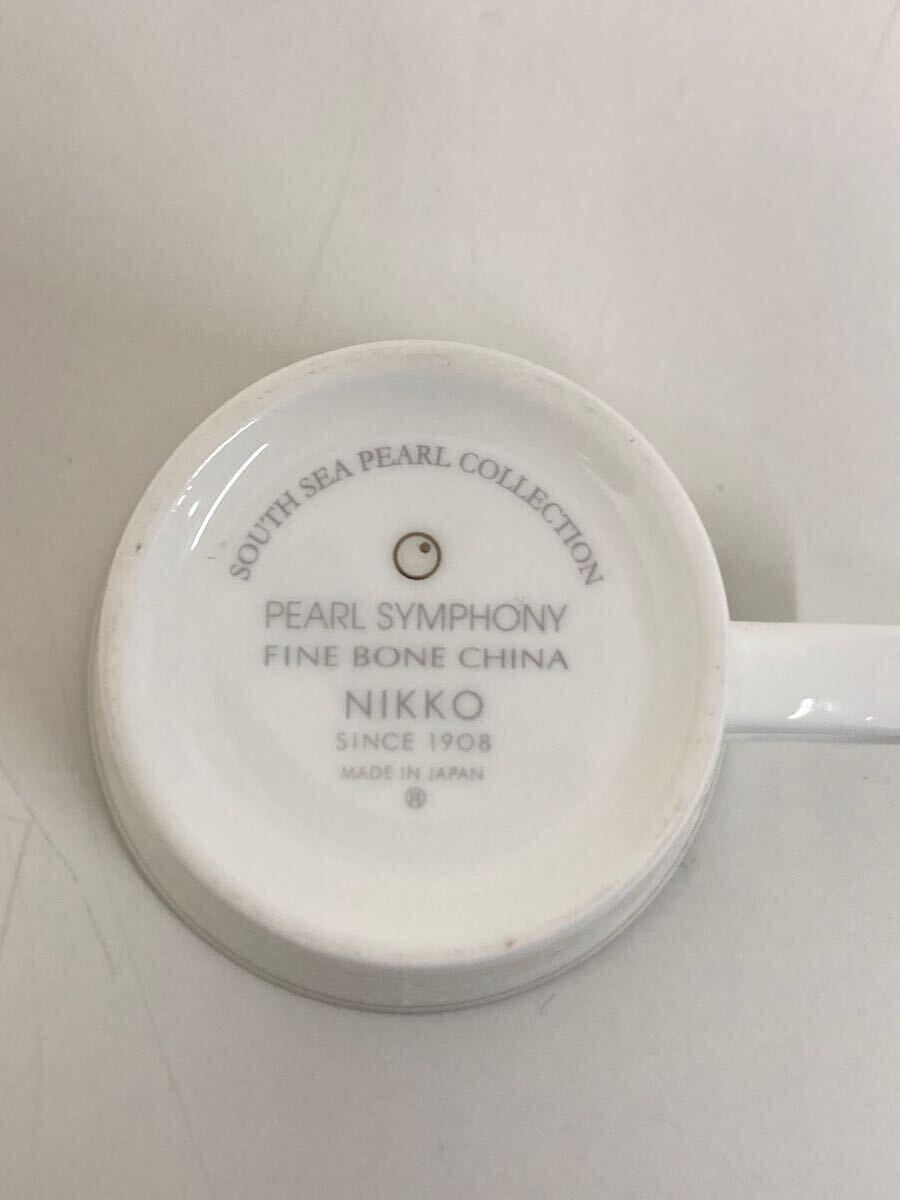 SOUTH SEA PEARL COLLECTION
PEARL SYMPHONY
FINE BONE CHINA
NIKKO
SINCE 1908
MADE IN JAPAN
®